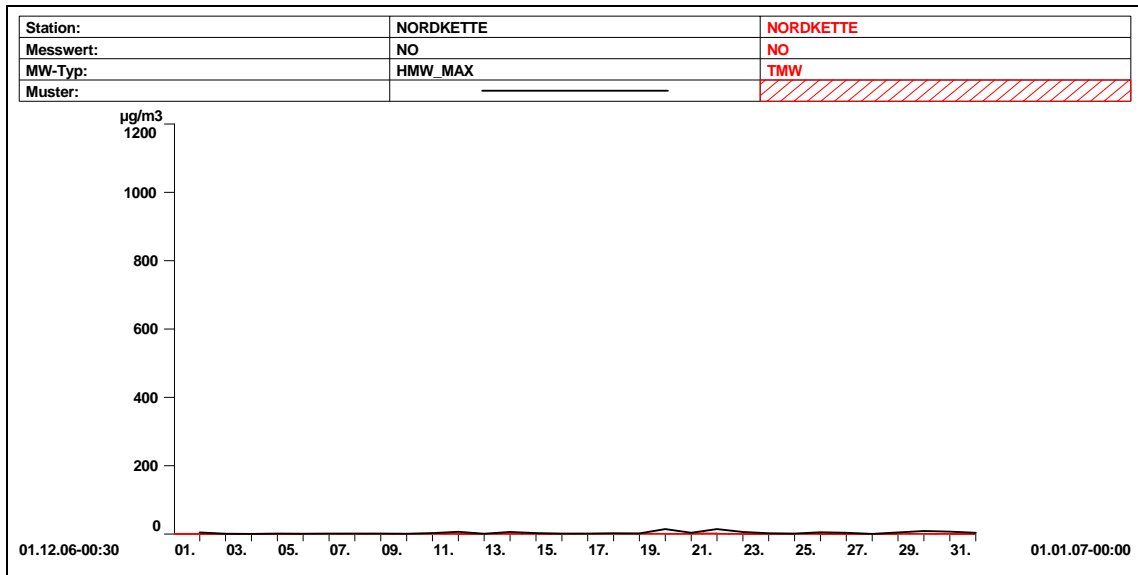 Station: NORDKETTE NORDKETTE
Messwert: NO NO
MW-Typ: HMW_MAX TMW
Muster:
µg/m3
1200
1000
800
600
400
200
0
01.12.06-00:30 01. 03. 05. 07. 09. 11. 13. 15. 17. 19. 21. 23. 25. 27. 29. 31. 01.01.07-00:00